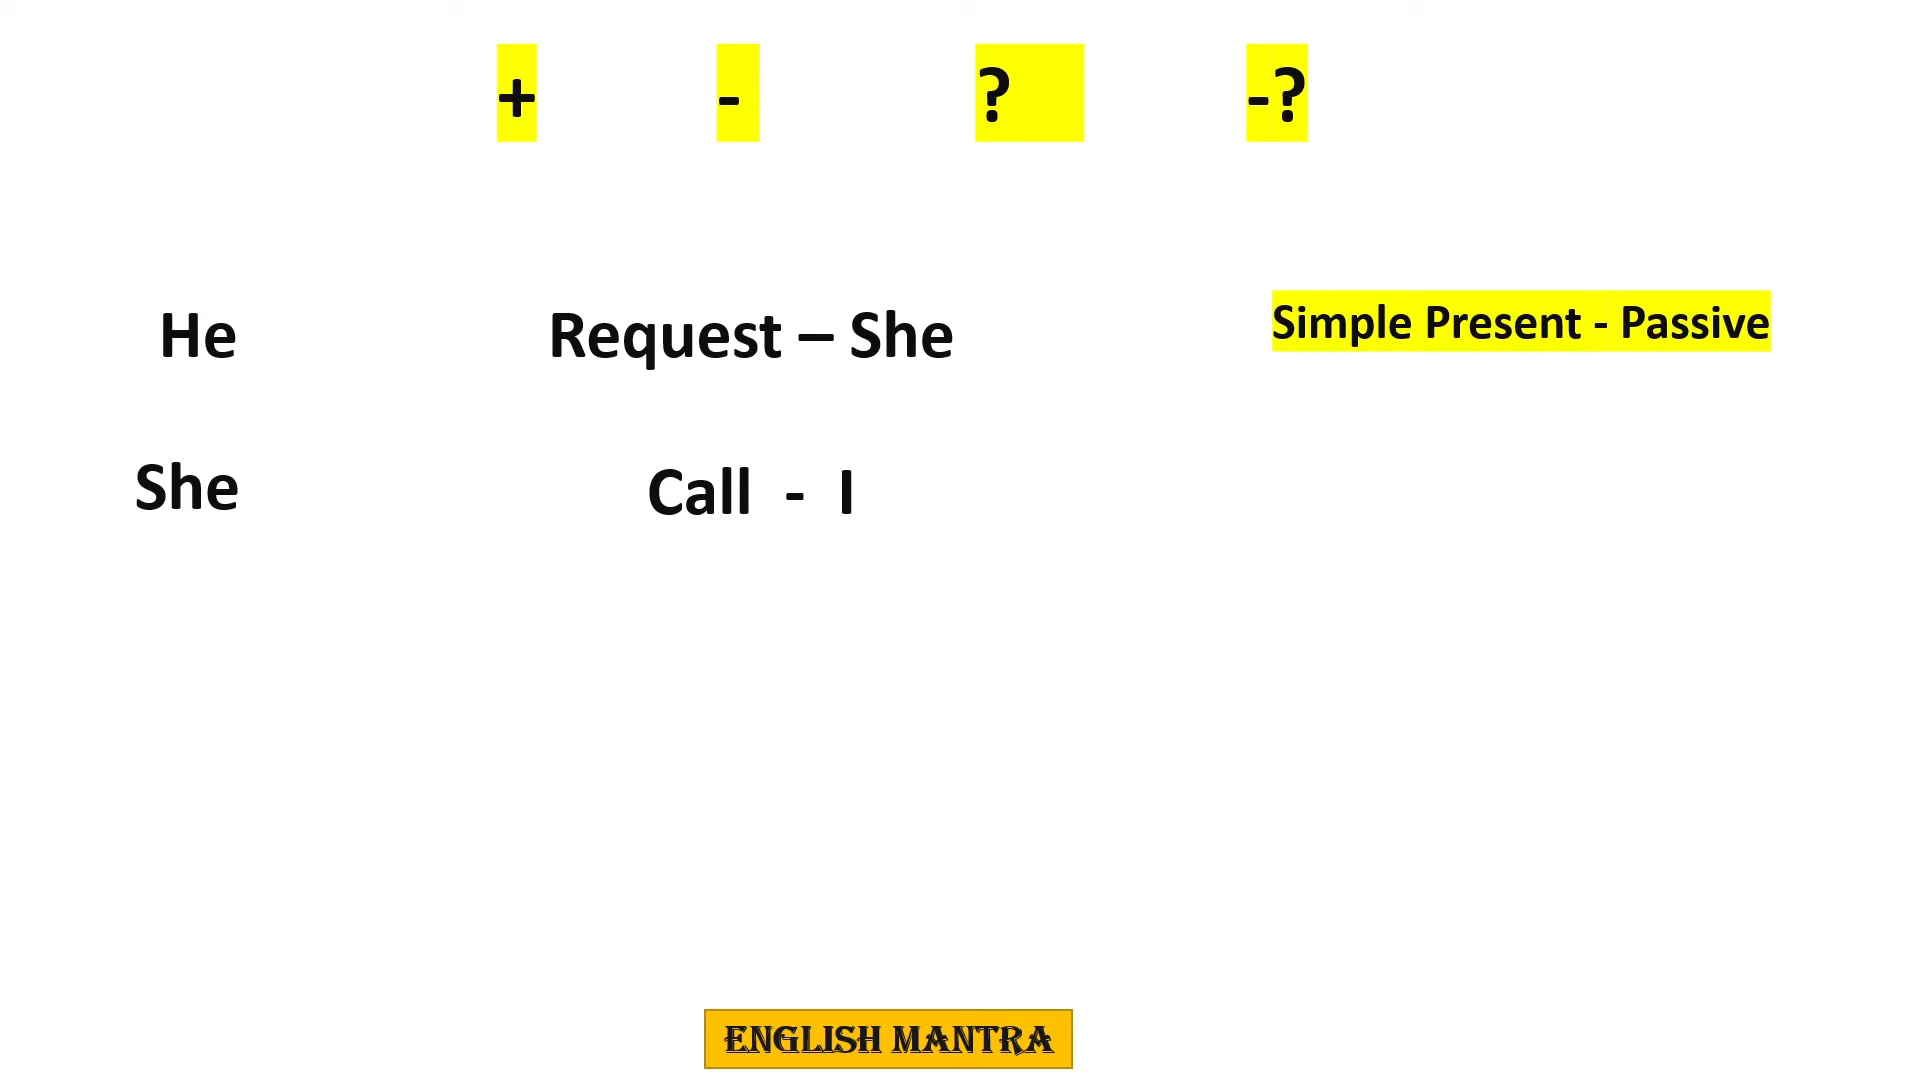 + - ? -?
He Request – She Simple Present - Passive
She Call - I
ENGLISH MANTRA